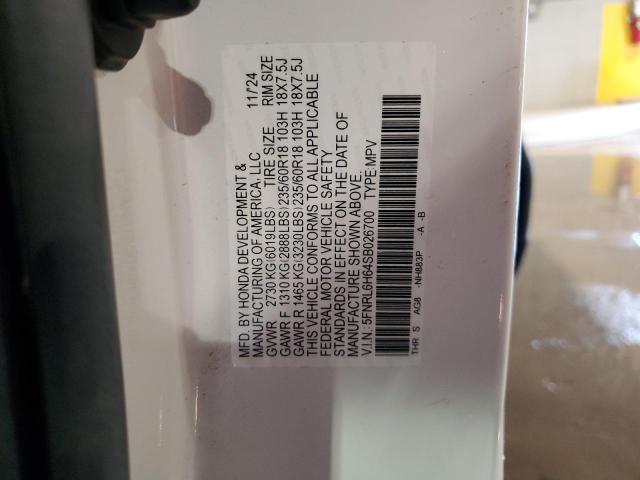 MFD. BY HONDA DEVELOPMENT & 11/'24
MANUFACTURING OF AMERICA, LLC
GVWR 2730 KG(6019LBS) TIRE SIZE RIM SIZE
GAWR F 1310 KG(2888LBS)235/60R18 103H 18X7.5J
GAWR R 1465 KG(3230LBS)235/60R18 103H 18X7.5J
THIS VEHICLE CONFORMS TO ALL APPLICABLE
FEDERAL MOTOR VEHICLE SAFETY
STANDARDS IN EFFECT ON THE DATE OF
MANUFACTURE SHOWN ABOVE.
V.I.N.:5FNRL6H64SB026700 TYPE:MPV
THR S AG8 -NH883P -A -B